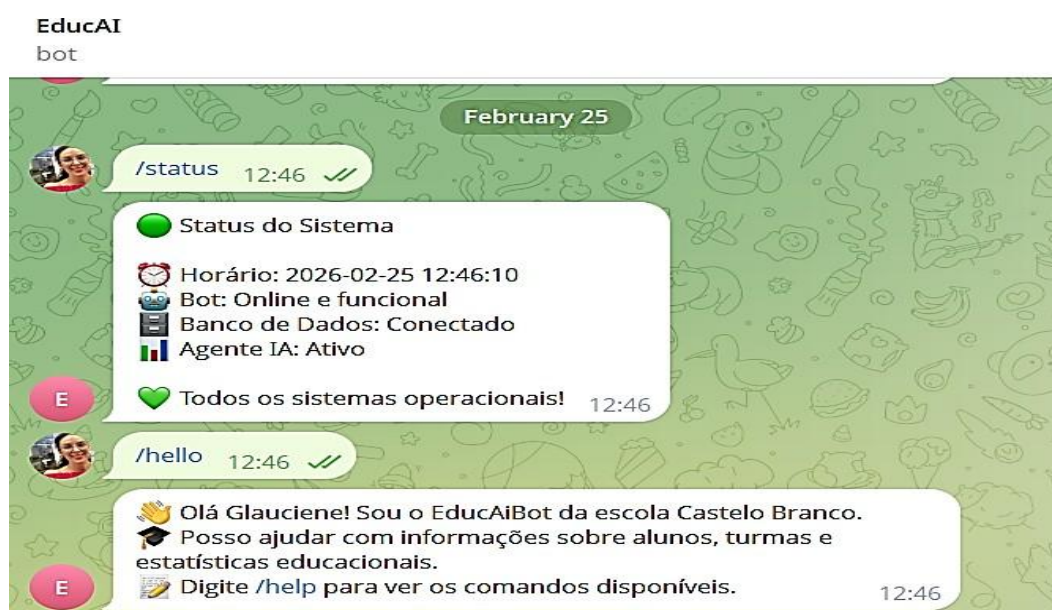 EducAI
bot
February 25
/status 12:46
Status do Sistema
Horário: 2026-02-25 12:46:10
Bot: Online e funcional
Banco de Dados: Conectado
Agente IA: Ativo
Todos os sistemas operacionais! 12:46
E
/hello 12:46
Olá Glauciene! Sou o EducAiBot da escola Castelo Branco.
Posso ajudar com informações sobre alunos, turmas e
estatísticas educacionais.
Digite /help para ver os comandos disponíveis. 12:46
E